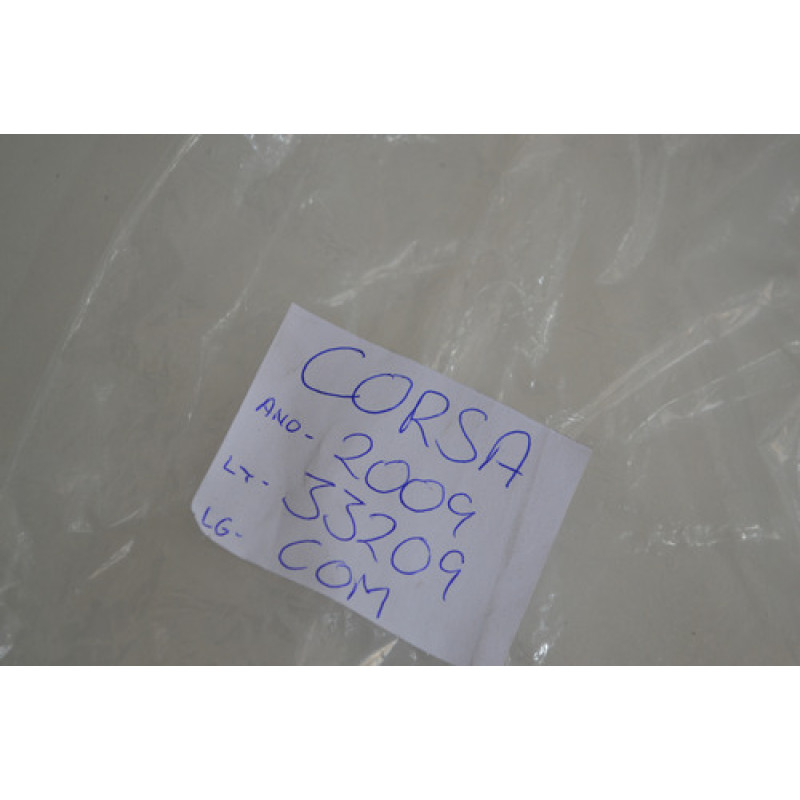 CORSA
ANO- 2009
LT- 33209
LG- COM